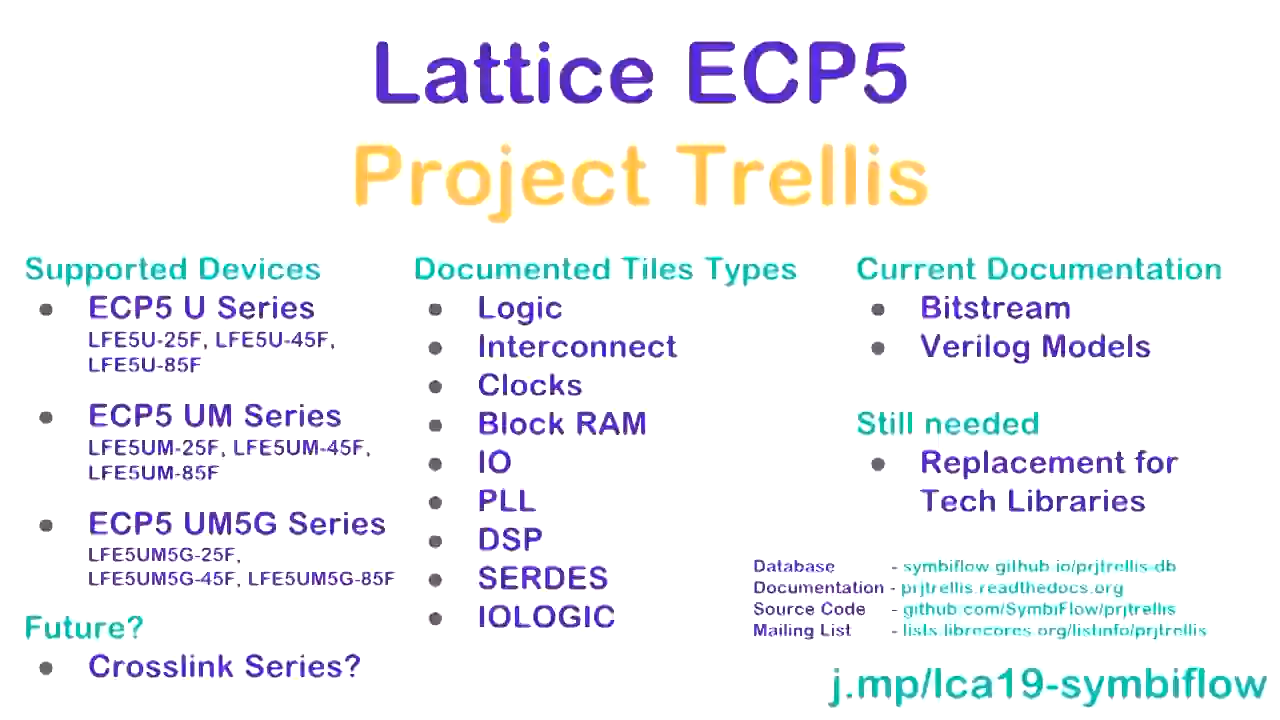 Lattice ECP5
Project Trellis
Supported Devices
ECP5 U Series
LFE5U-25F, LFE5U-45F,
LFE5U-85F
ECP5 UM Series
LFE5UM-25F, LFE5UM-45F,
LFE5UM-85F
ECP5 UM5G Series
LFE5UM5G-25F,
LFE5UM5G-45F, LFE5UM5G-85F
Future?
Crosslink Series?
Documented Tiles Types
Logic
Interconnect
Clocks
Block RAM
IO
PLL
DSP
SERDES
IOLOGIC
Current Documentation
Bitstream
Verilog Models
Still needed
Replacement for
Tech Libraries
Database - symbiflow.github.io/prjtrellis-db
Documentation - prjtrellis.readthedocs.org
Source Code - github.com/SymbiFlow/prjtrellis
Mailing List - lists.librecores.org/listinfo/prjtrellis
j.mp/lca19-symbiflow